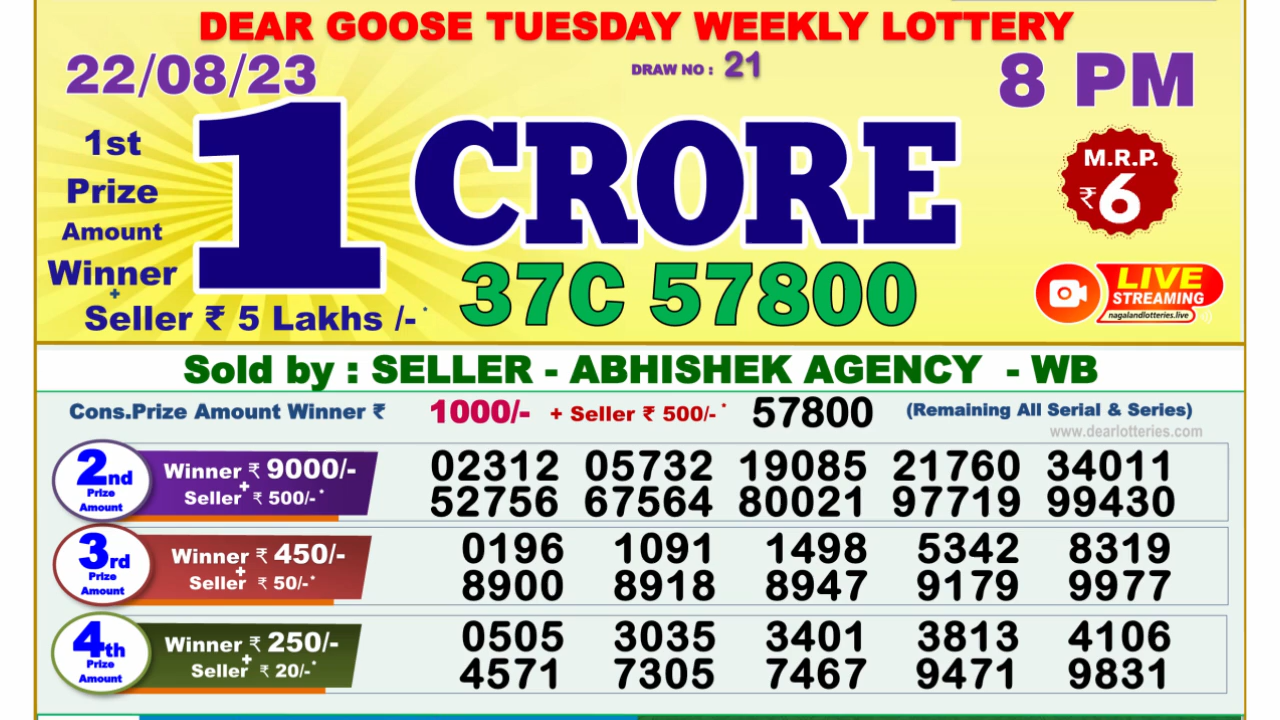 DEAR GOOSE TUESDAY WEEKLY LOTTERY
22/08/23
DRAW NO : 21
8 PM
1st
Prize
Amount
Winner
+
Seller ₹ 5 Lakhs /-*
1 CRORE
37C 57800
M.R.P.
₹6
LIVE
STREAMING
nagalandlotteries.live
Sold by : SELLER - ABHISHEK AGENCY - WB
Cons.Prize Amount Winner ₹ 1000/- + Seller ₹ 500/-* 57800 (Remaining All Serial & Series)
www.dearlotteries.com
2nd
Prize
Amount
Winner ₹ 9000/-
+
Seller ₹ 500/-*
02312 05732 19085 21760 34011
52756 67564 80021 97719 99430
3rd
Prize
Amount
Winner ₹ 450/-
+
Seller ₹ 50/-*
0196 1091 1498 5342 8319
8900 8918 8947 9179 9977
4th
Prize
Amount
Winner ₹ 250/-
+
Seller ₹ 20/-*
0505 3035 3401 3813 4106
4571 7305 7467 9471 9831